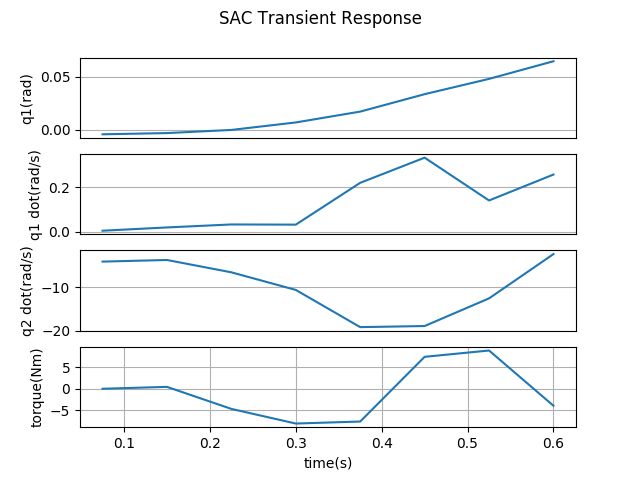 SAC Transient Response
q1(rad)
0.05
0.00
q1 dot(rad/s)
0.2
0.0
q2 dot(rad/s)
−10
−20
torque(Nm)
5
0
−5
0.1 0.2 0.3 0.4 0.5 0.6
time(s)